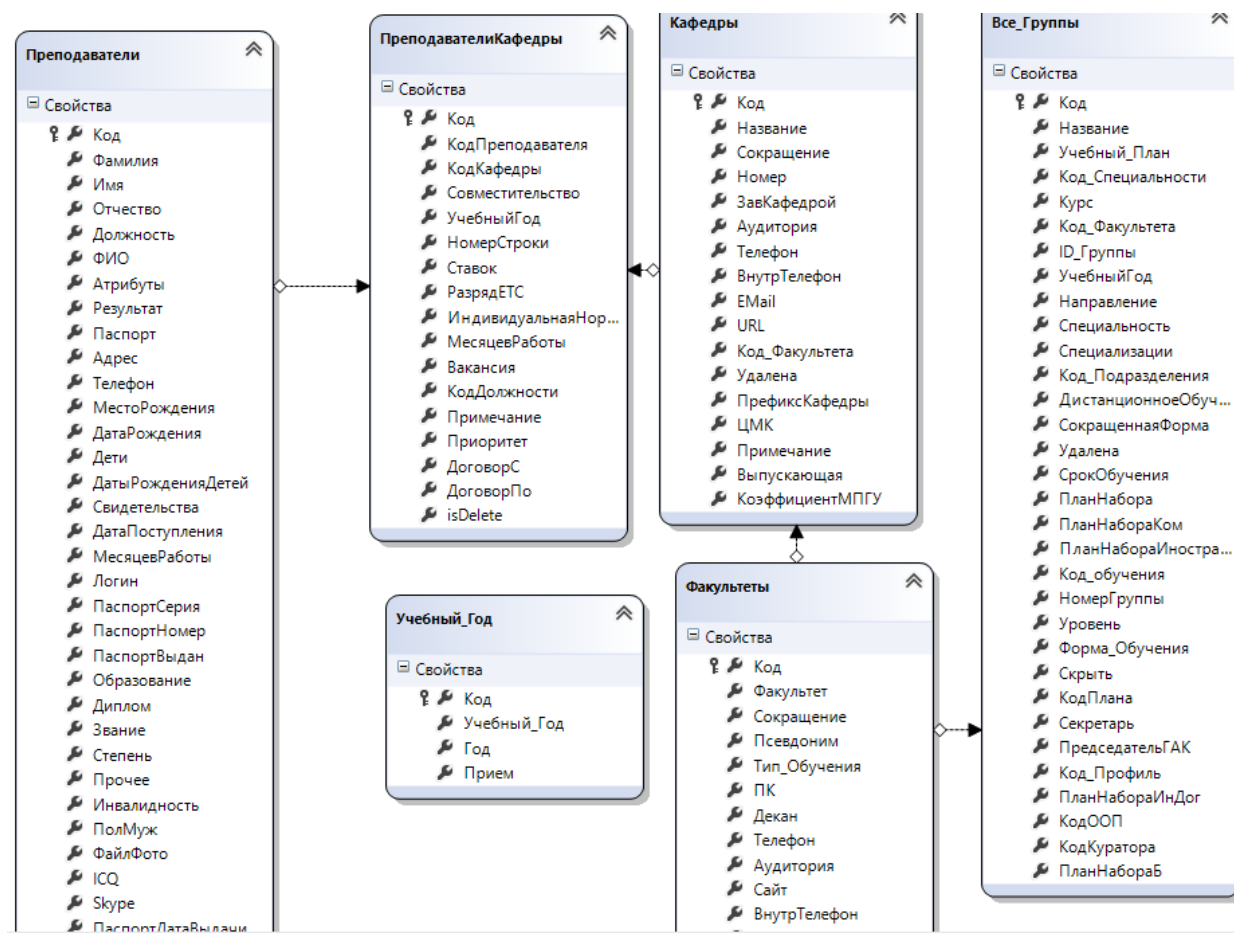 Преподаватели
Свойства
Код
Фамилия
Имя
Отчество
Должность
ФИО
Атрибуты
Результат
Паспорт
Адрес
Телефон
МестоРождения
ДатаРождения
Дети
ДатыРожденияДетей
Свидетельства
ДатаПоступления
МесяцевРаботы
Логин
ПаспортСерия
ПаспортНомер
ПаспортВыдан
Образование
Диплом
Звание
Степень
Прочее
Инвалидность
ПолМуж
ФайлФото
ICQ
Skype
ПаспортДатаВыдачи
ПреподавателиКафедры
Свойства
Код
КодПреподавателя
КодКафедры
Совместительство
УчебныйГод
НомерСтроки
Ставок
РазрядЕТС
ИндивидуальнаяНор...
МесяцевРаботы
Вакансия
КодДолжности
Примечание
Приоритет
ДоговорС
ДоговорПо
isDelete
Учебный_Год
Свойства
Код
Учебный_Год
Год
Прием
Кафедры
Свойства
Код
Название
Сокращение
Номер
ЗавКафедрой
Аудитория
Телефон
ВнутрТелефон
EMail
URL
Код_Факультета
Удалена
ПрефиксКафедры
ЦМК
Примечание
Выпускающая
КоэффициентМПГУ
Факультеты
Свойства
Код
Факультет
Сокращение
Псевдоним
Тип_Обучения
ПК
Декан
Телефон
Аудитория
Сайт
ВнутрТелефон
Все_Группы
Свойства
Код
Название
Учебный_План
Код_Специальности
Курс
Код_Факультета
ID_Группы
УчебныйГод
Направление
Специальность
Специализации
Код_Подразделения
ДистанционноеОбуч...
СокращеннаяФорма
Удалена
СрокОбучения
ПланНабора
ПланНабораКом
ПланНабораИностра...
Код_обучения
НомерГруппы
Уровень
Форма_Обучения
Скрыть
КодПлана
Секретарь
ПредседательГАК
Код_Профиль
ПланНабораИнДог
КодООП
КодКуратора
ПланНабораБ